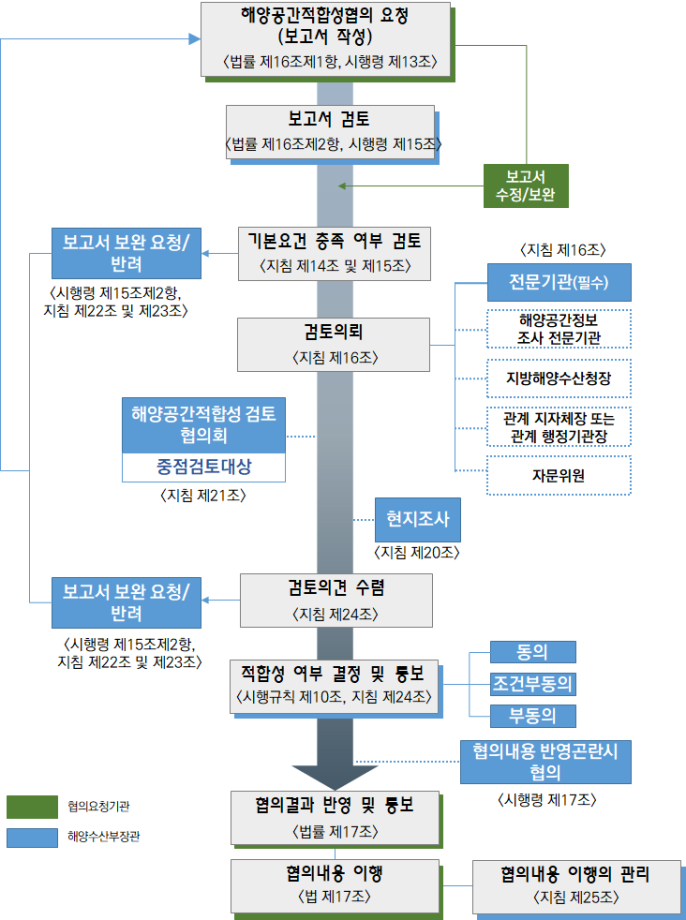 해양공간적합성협의 요청
(보고서 작성)
〈법률 제16조제1항, 시행령 제13조〉
보고서 검토
〈법률 제16조제2항, 시행령 제15조〉
보고서
수정/보완
기본요건 충족 여부 검토
〈지침 제14조 및 제15조〉
보고서 보완 요청/
반려
〈시행령 제15조제2항,
지침 제22조 및 제23조〉
〈지침 제16조〉
전문기관(필수)
해양공간정보
조사 전문기관
지방해양수산청장
관계 지자체장 또는
관계 행정기관장
자문위원
검토의뢰
〈지침 제16조〉
해양공간적합성 검토
협의회
중점검토대상
〈지침 제21조〉
현지조사
〈지침 제20조〉
검토의견 수렴
〈지침 제24조〉
보고서 보완 요청/
반려
〈시행령 제15조제2항,
지침 제22조 및 제23조〉
적합성 여부 결정 및 통보
〈시행규칙 제10조, 지침 제24조〉
동의
조건부동의
부동의
협의내용 반영곤란시
협의
〈시행령 제17조〉
협의결과 반영 및 통보
〈법률 제17조〉
협의내용 이행
〈법 제17조〉
협의내용 이행의 관리
〈지침 제25조〉
협의요청기관
해양수산부장관